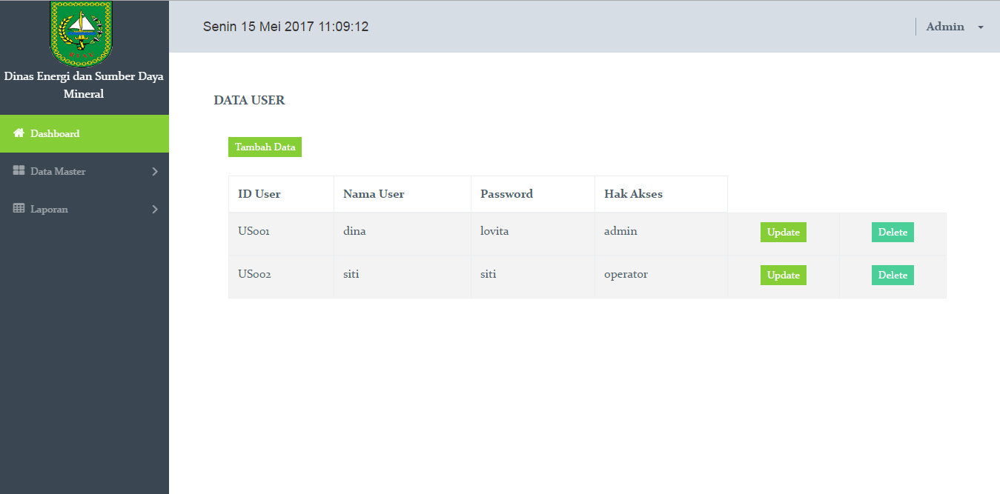 Senin 15 Mei 2017 11:09:12
Admin
Dinas Energi dan Sumber Daya
Mineral
Dashboard
Data Master
Laporan
DATA USER
Tambah Data
ID User Nama User Password Hak Akses
US001 dina lovita admin Update Delete
US002 siti siti operator Update Delete